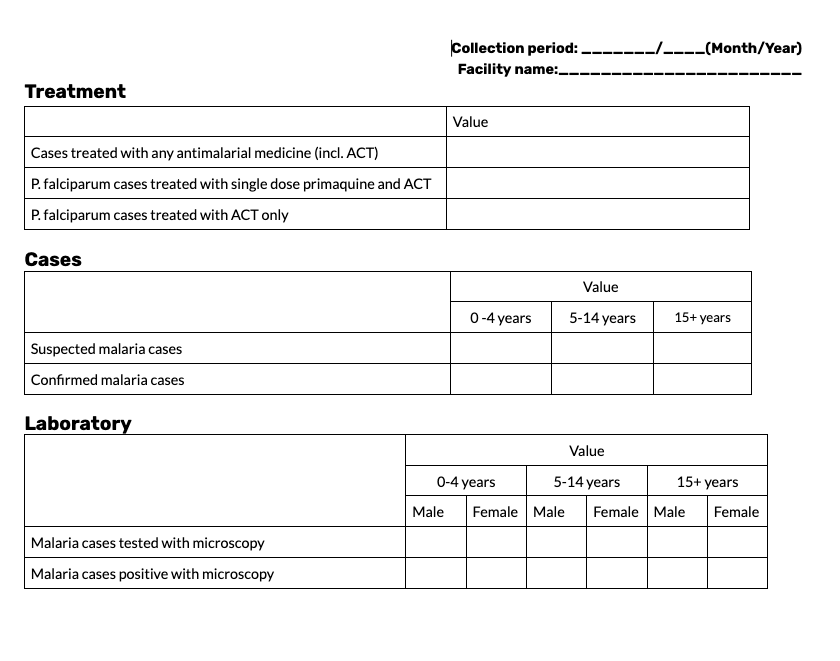 Collection period: _______/____(Month/Year)
Facility name:_______________________
Treatment
Value
Cases treated with any antimalarial medicine (incl. ACT)
P. falciparum cases treated with single dose primaquine and ACT
P. falciparum cases treated with ACT only
Cases
Value
0 -4 years 5-14 years 15+ years
Suspected malaria cases
Confirmed malaria cases
Laboratory
Value
0-4 years 5-14 years 15+ years
Male Female Male Female Male Female
Malaria cases tested with microscopy
Malaria cases positive with microscopy